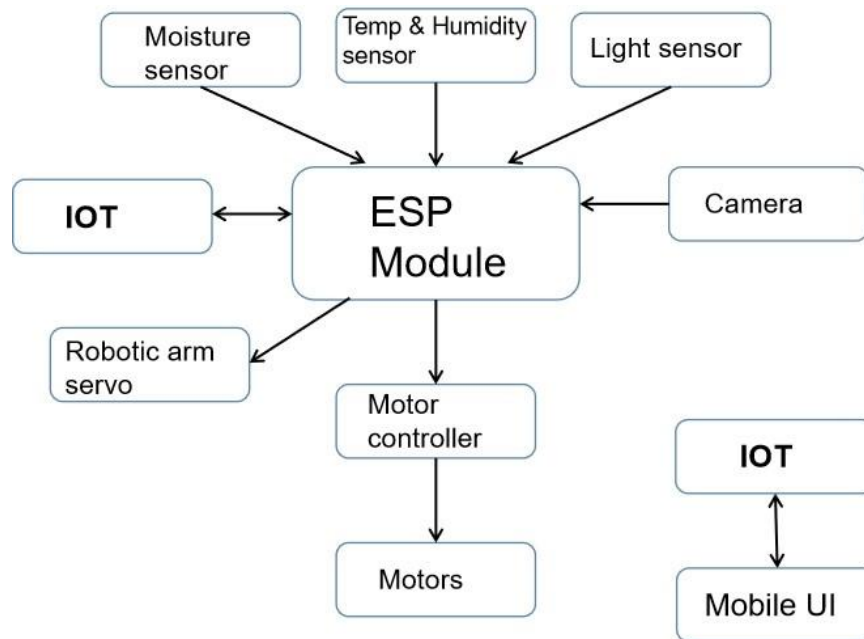 Moisture
sensor
Temp & Humidity
sensor
Light sensor
IOT
ESP
Module
Camera
Robotic arm
servo
Motor
controller
IOT
Motors
Mobile UI